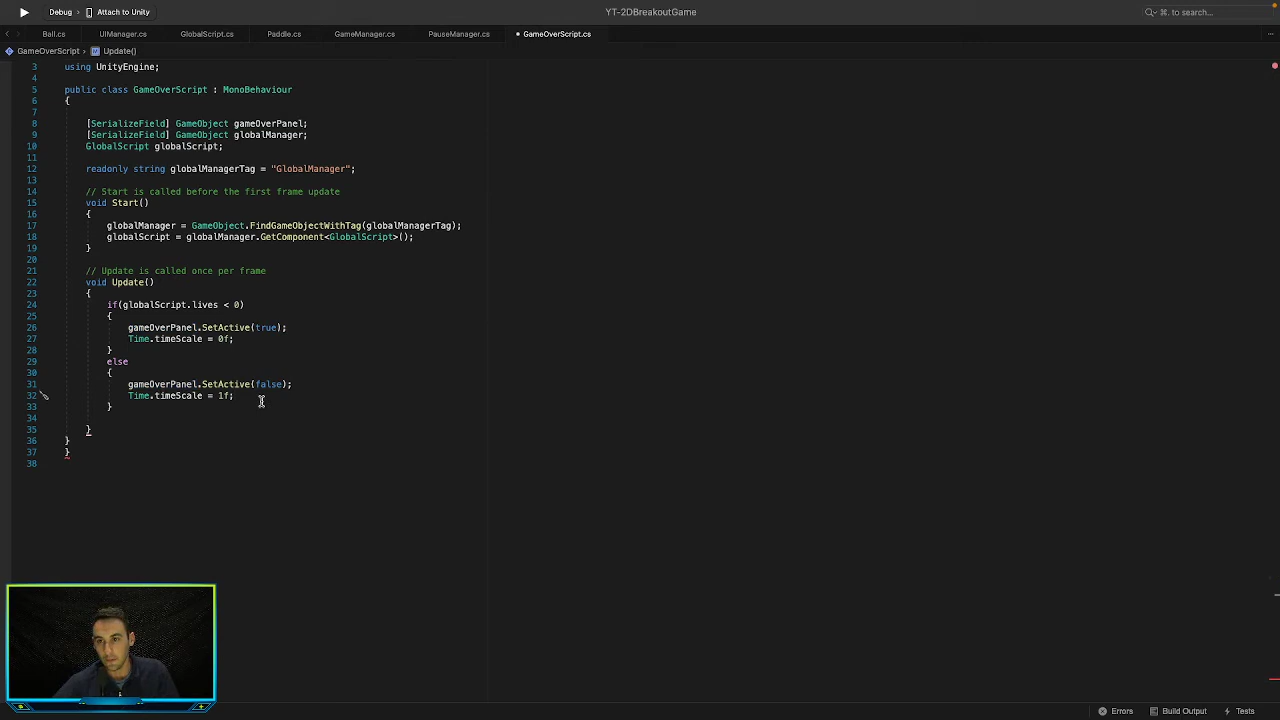 Debug
Attach to Unity
YT-2DBreakoutGame
⌘. to search...
Ball.cs
UIManager.cs
GlobalScript.cs
Paddle.cs
GameManager.cs
PauseManager.cs
GameOverScript.cs
GameOverScript
Update()
3 using UnityEngine;
4
5 public class GameOverScript : MonoBehaviour
6 {
7
8 [SerializeField] GameObject gameOverPanel;
9 [SerializeField] GameObject globalManager;
10 GlobalScript globalScript;
11
12 readonly string globalManagerTag = "GlobalManager";
13
14 // Start is called before the first frame update
15 void Start()
16 {
17 globalManager = GameObject.FindGameObjectWithTag(globalManagerTag);
18 globalScript = globalManager.GetComponent<GlobalScript>();
19 }
20
21 // Update is called once per frame
22 void Update()
23 {
24 if(globalScript.lives < 0)
25 {
26 gameOverPanel.SetActive(true);
27 Time.timeScale = 0f;
28 }
29 else
30 {
31 gameOverPanel.SetActive(false);
32 Time.timeScale = 1f;
33 }
34
35 }
36 }
37 }
38
Errors
Build Output
Tests